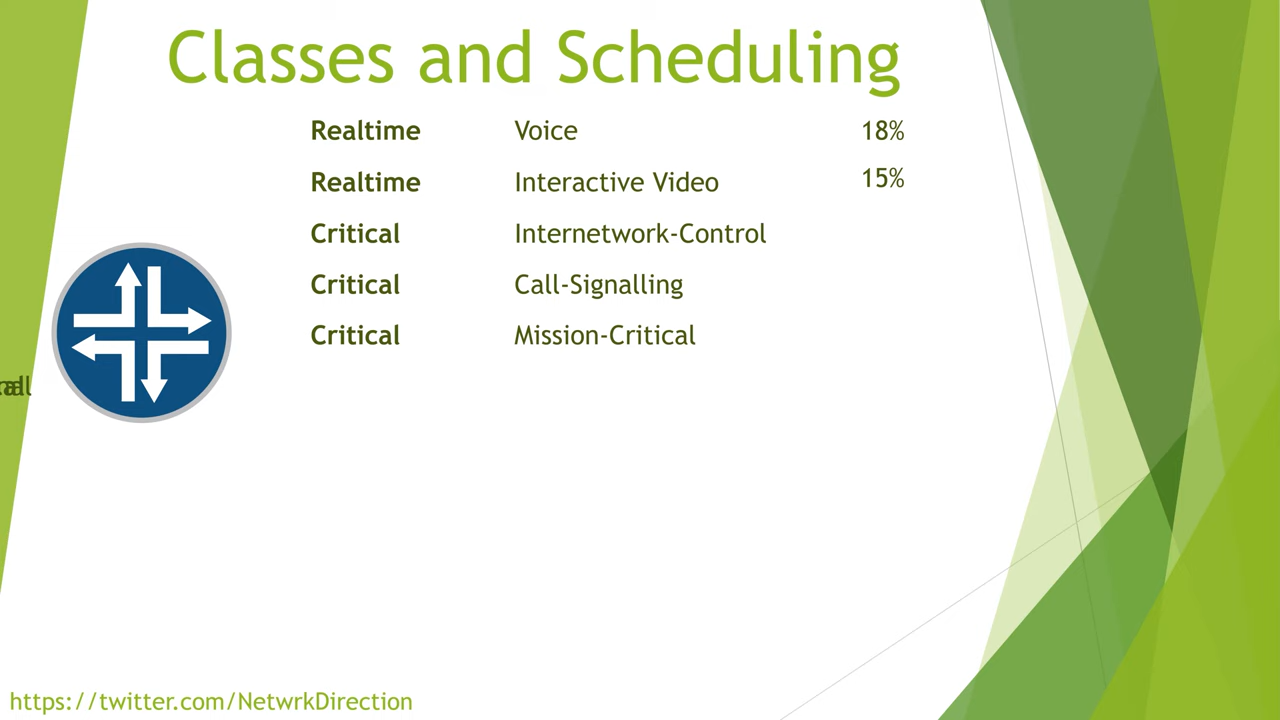 Classes and Scheduling
Realtime Voice 18%
Realtime Interactive Video 15%
Critical Internetwork-Control
Critical Call-Signalling
Critical Mission-Critical
https://twitter.com/NetwrkDirection